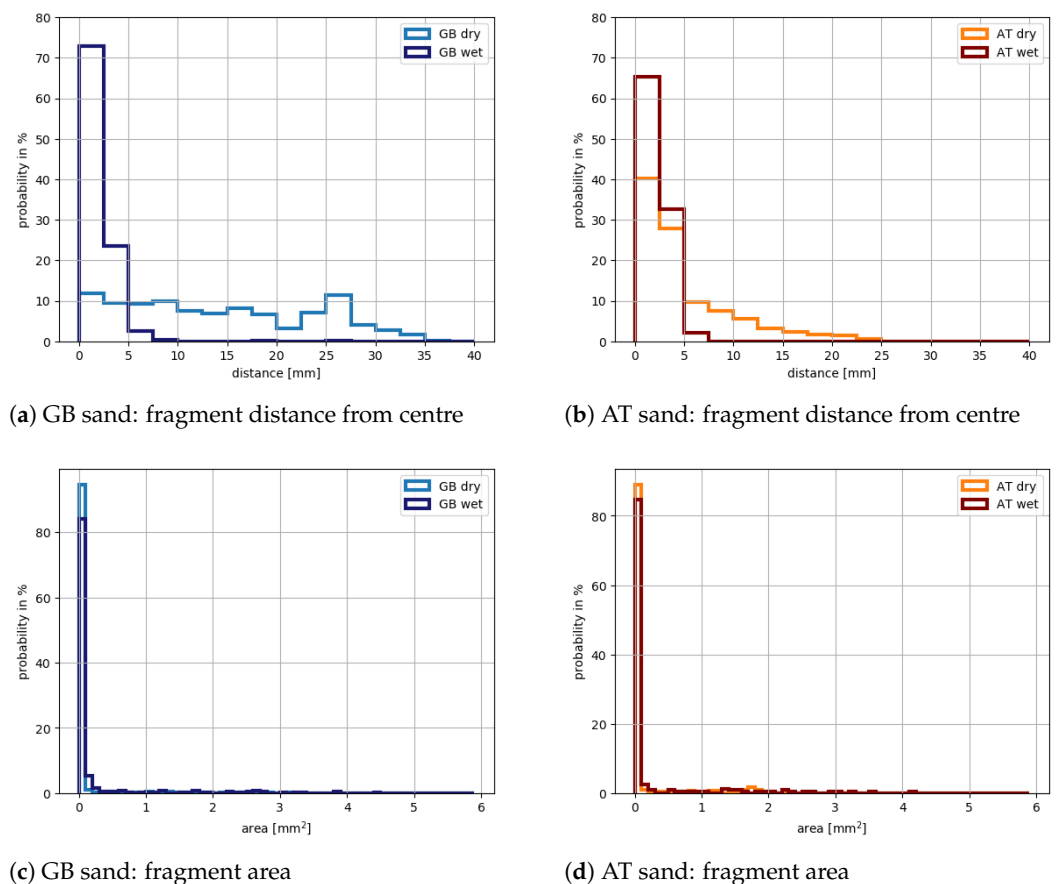 80
70
60
50
40
30
20
10
0
probability in %
GB dry
GB wet
0 5 10 15 20 25 30 35 40
distance [mm]
(a) GB sand: fragment distance from centre
80
70
60
50
40
30
20
10
0
probability in %
AT dry
AT wet
0 5 10 15 20 25 30 35 40
distance [mm]
(b) AT sand: fragment distance from centre
80
60
40
20
0
probability in %
GB dry
GB wet
0 1 2 3 4 5 6
area [mm²]
(c) GB sand: fragment area
80
60
40
20
0
probability in %
AT dry
AT wet
0 1 2 3 4 5 6
area [mm²]
(d) AT sand: fragment area